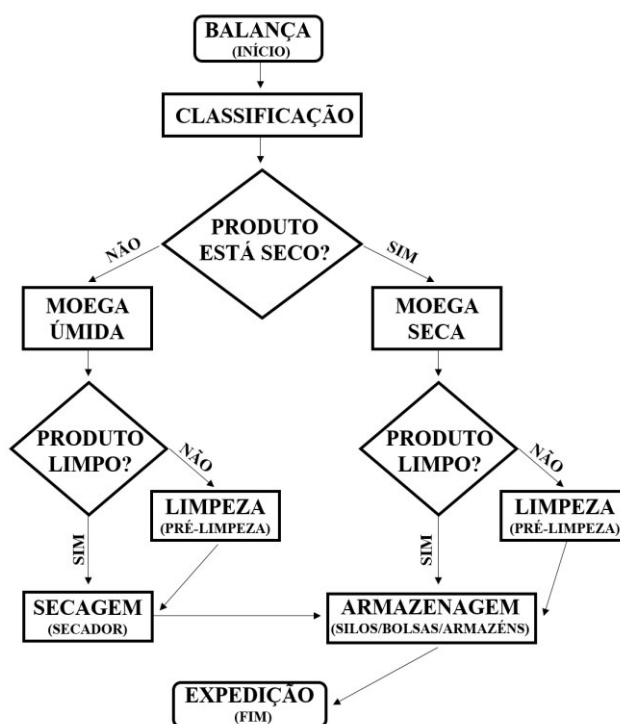 BALANÇA
(INÍCIO)
CLASSIFICAÇÃO
PRODUTO
ESTÁ SECO?
NÃO
SIM
MOEGA
ÚMIDA
MOEGA
SECA
PRODUTO
LIMPO?
NÃO
PRODUTO
LIMPO?
NÃO
LIMPEZA
(PRÉ-LIMPEZA)
LIMPEZA
(PRÉ-LIMPEZA)
SIM
SIM
SECAGEM
(SECADOR)
ARMAZENAGEM
(SILOS/BOLSAS/ARMAZÉNS)
EXPEDIÇÃO
(FIM)